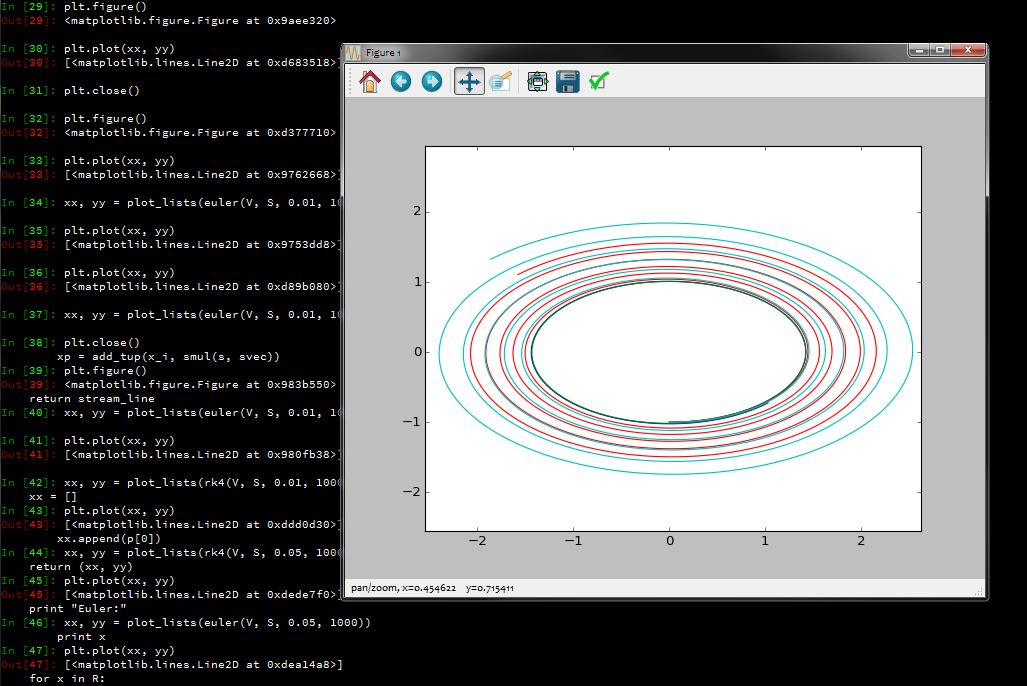 In [29]: plt.figure()
Out[29]: <matplotlib.figure.Figure at 0x9aee320>
In [30]: plt.plot(xx, yy)
Out[30]: [<matplotlib.lines.Line2D at 0xd683518>]
In [31]: plt.close()
In [32]: plt.figure()
Out[32]: <matplotlib.figure.Figure at 0xd377710>
In [33]: plt.plot(xx, yy)
Out[33]: [<matplotlib.lines.Line2D at 0x9762668>]
In [34]: xx, yy = plot_lists(euler(V, S, 0.01, 10
In [35]: plt.plot(xx, yy)
Out[35]: [<matplotlib.lines.Line2D at 0x9753dd8>]
In [36]: plt.plot(xx, yy)
Out[36]: [<matplotlib.lines.Line2D at 0xd89b080>]
In [37]: xx, yy = plot_lists(euler(V, S, 0.01, 10
In [38]: plt.close()
xp = add_tup(x_i, smul(s, svec))
In [39]: plt.figure()
Out[39]: <matplotlib.figure.Figure at 0x983b550>
return stream_line
In [40]: xx, yy = plot_lists(euler(V, S, 0.01, 10
In [41]: plt.plot(xx, yy)
Out[41]: [<matplotlib.lines.Line2D at 0x980fb38>]
In [42]: xx, yy = plot_lists(rk4(V, S, 0.01, 1000
xx = []
In [43]: plt.plot(xx, yy)
Out[43]: [<matplotlib.lines.Line2D at 0xddd0d30>]
xx.append(p[0])
In [44]: xx, yy = plot_lists(rk4(V, S, 0.05, 1000
return (xx, yy)
In [45]: plt.plot(xx, yy)
Out[45]: [<matplotlib.lines.Line2D at 0xdede7f0>]
print "Euler:"
In [46]: xx, yy = plot_lists(euler(V, S, 0.05, 1000))
print x
In [47]: plt.plot(xx, yy)
Out[47]: [<matplotlib.lines.Line2D at 0xdea14a8>]
for x in R:
Figure 1
2
1
0
−1
−2
−2 −1 0 1 2
pan/zoom, x=0.454622 y=0.715411